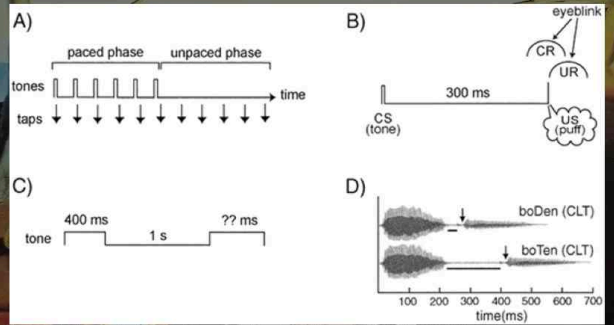 A)
paced phase
unpaced phase
tones
time
taps
B)
eyeblink
CR
UR
300 ms
CS
(tone)
US
(puff)
C)
400 ms
?? ms
tone
1 s
D)
boDen (CLT)
boTen (CLT)
100 200 300 400 500 600 700
time(ms)